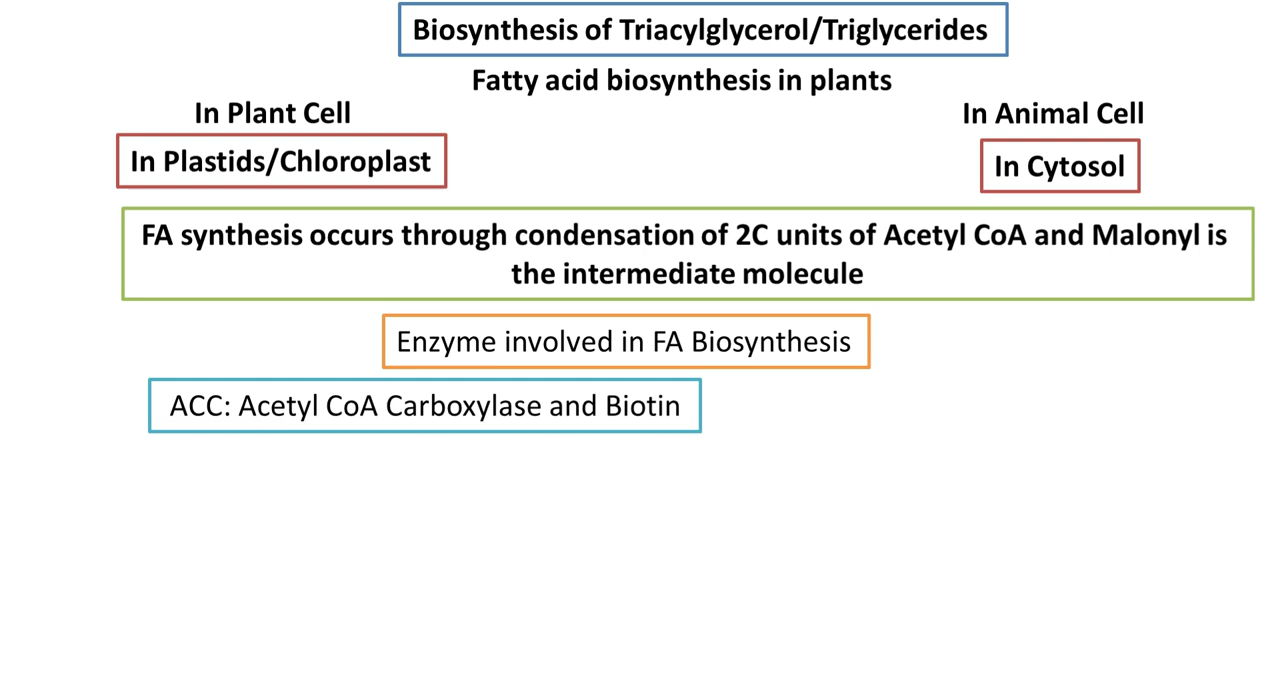 Biosynthesis of Triacylglycerol/Triglycerides
Fatty acid biosynthesis in plants
In Plant Cell
In Animal Cell
In Plastids/Chloroplast
In Cytosol
FA synthesis occurs through condensation of 2C units of Acetyl CoA and Malonyl is
the intermediate molecule
Enzyme involved in FA Biosynthesis
ACC: Acetyl CoA Carboxylase and Biotin